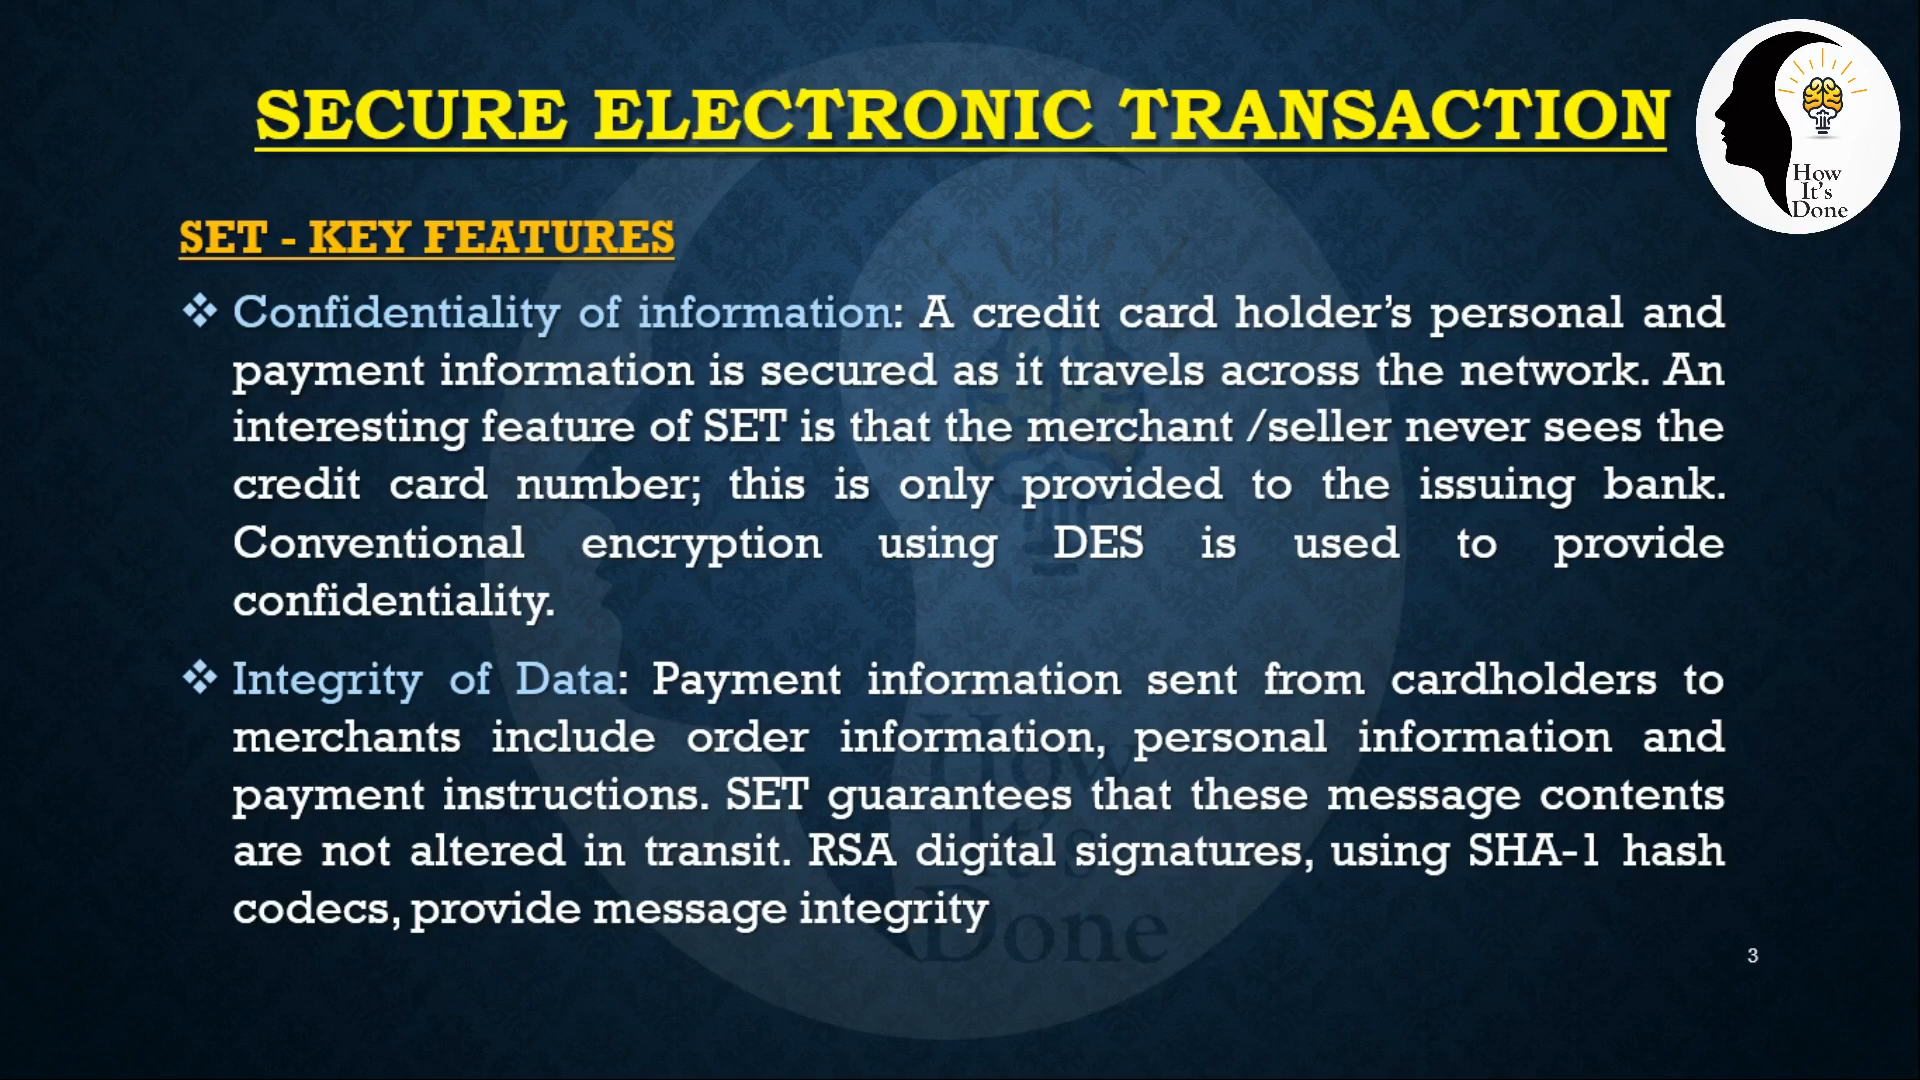 SECURE ELECTRONIC TRANSACTION
How
It's
Done
SET - KEY FEATURES
❖ Confidentiality of information: A credit card holder’s personal and
payment information is secured as it travels across the network. An
interesting feature of SET is that the merchant /seller never sees the
credit card number; this is only provided to the issuing bank.
Conventional encryption using DES is used to provide
confidentiality.
❖ Integrity of Data: Payment information sent from cardholders to
merchants include order information, personal information and
payment instructions. SET guarantees that these message contents
are not altered in transit. RSA digital signatures, using SHA-1 hash
codecs, provide message integrity
How
It's
Done
3